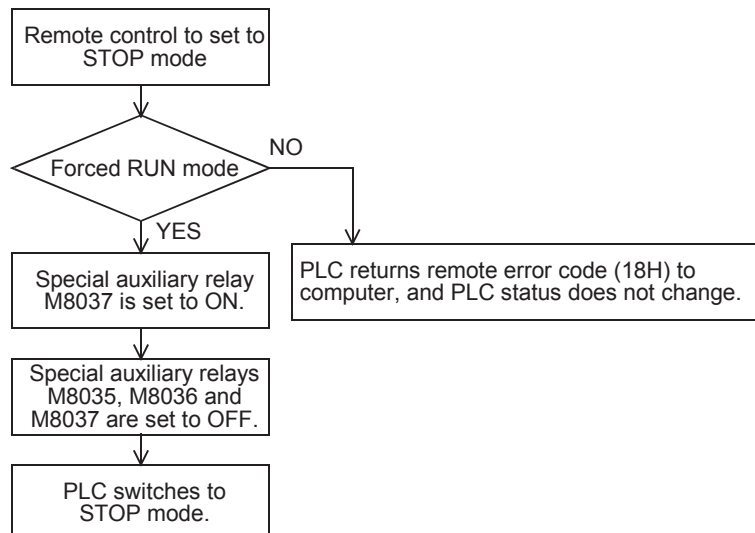 Remote control to set to
STOP mode
Forced RUN mode
NO
YES
Special auxiliary relay
M8037 is set to ON.
PLC returns remote error code (18H) to
computer, and PLC status does not change.
Special auxiliary relays
M8035, M8036 and
M8037 are set to OFF.
PLC switches to
STOP mode.